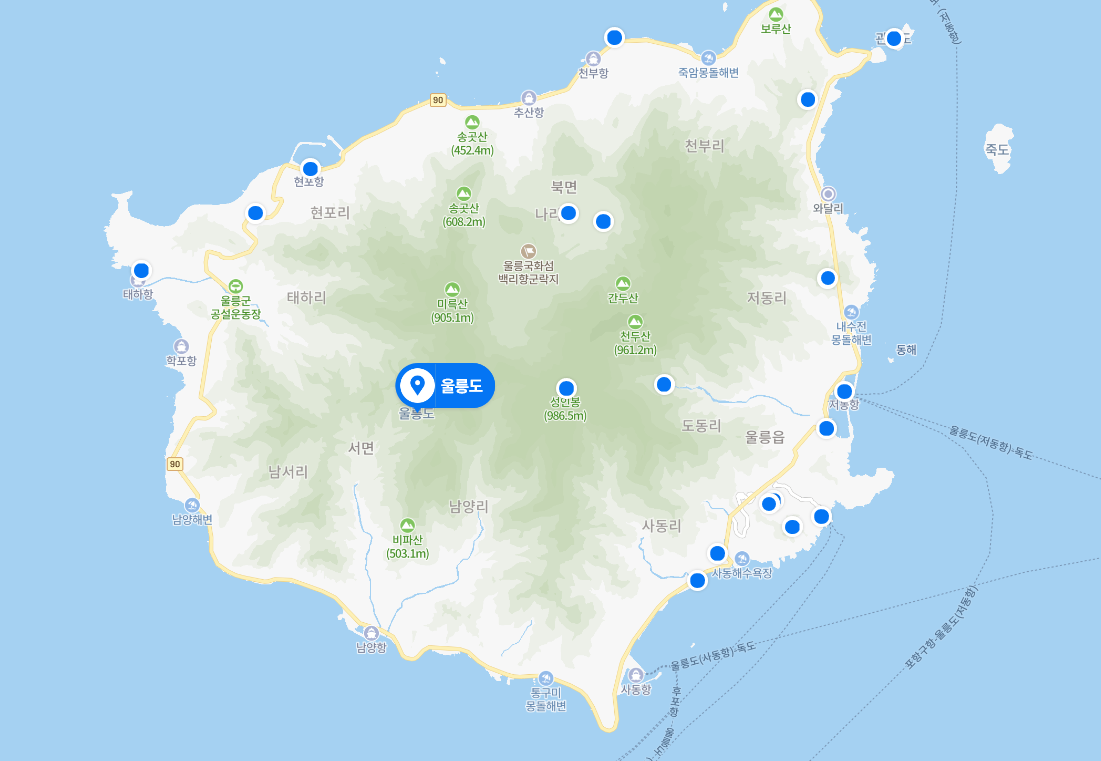 보루산
관
도
천부항
죽암몽돌해변
90
추산항
송곳산
(452.4m)
천부리
죽도
현포항
북면
송곳산
(608.2m)
현포리
나리
와달리
울릉국화섬
백리향군락지
태하항
울릉군
공설운동장
태하리
미륵산
(905.1m)
간두산
저동리
천두산
(961.2m)
내수전
몽돌해변
동해
학포항
울릉도
울릉도
성인봉
(986.5m)
저동항
도동리
울릉읍
울릉도(저동항)-독도
서면
90
남서리
남양리
남양해변
사동리
비파산
(503.1m)
사동해수욕장
포항구항-울릉도(저동항)
남양항
울릉도(사동항)-독도
사동항
통구미
몽돌해변
후포항
울릉도
(저동항)